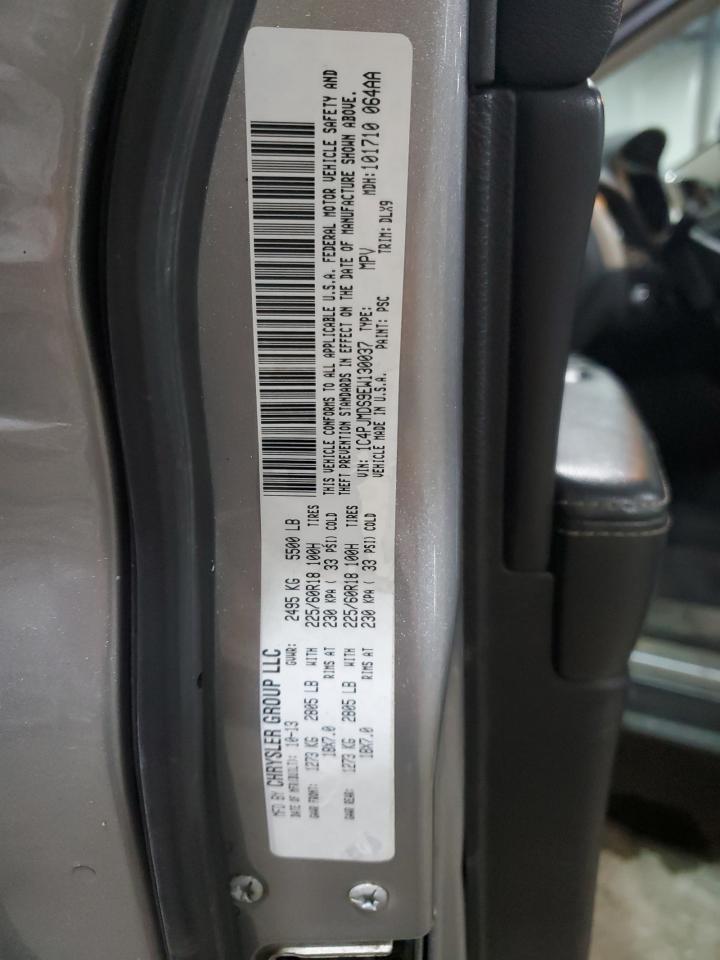 MFD BY CHRYSLER GROUP LLC
DATE OF MFR(BUILT): 10-13 GVWR: 2495 KG 5500 LB
GAWR FRONT: 1273 KG 2805 LB WITH 225/60R18 100H TIRES
18X7.0 RIMS AT 230 KPA ( 33 PSI) COLD
GAWR REAR: 1273 KG 2805 LB WITH 225/60R18 100H TIRES
18X7.0 RIMS AT 230 KPA ( 33 PSI) COLD
THIS VEHICLE CONFORMS TO ALL APPLICABLE U.S.A. FEDERAL MOTOR VEHICLE SAFETY AND
THEFT PREVENTION STANDARDS IN EFFECT ON THE DATE OF MANUFACTURE SHOWN ABOVE.
VIN: 1C4PJMDS9EW130037 TYPE: MPV MDH: 101710 064AA
VEHICLE MADE IN U.S.A. PAINT: PSC TRIM: DLX9